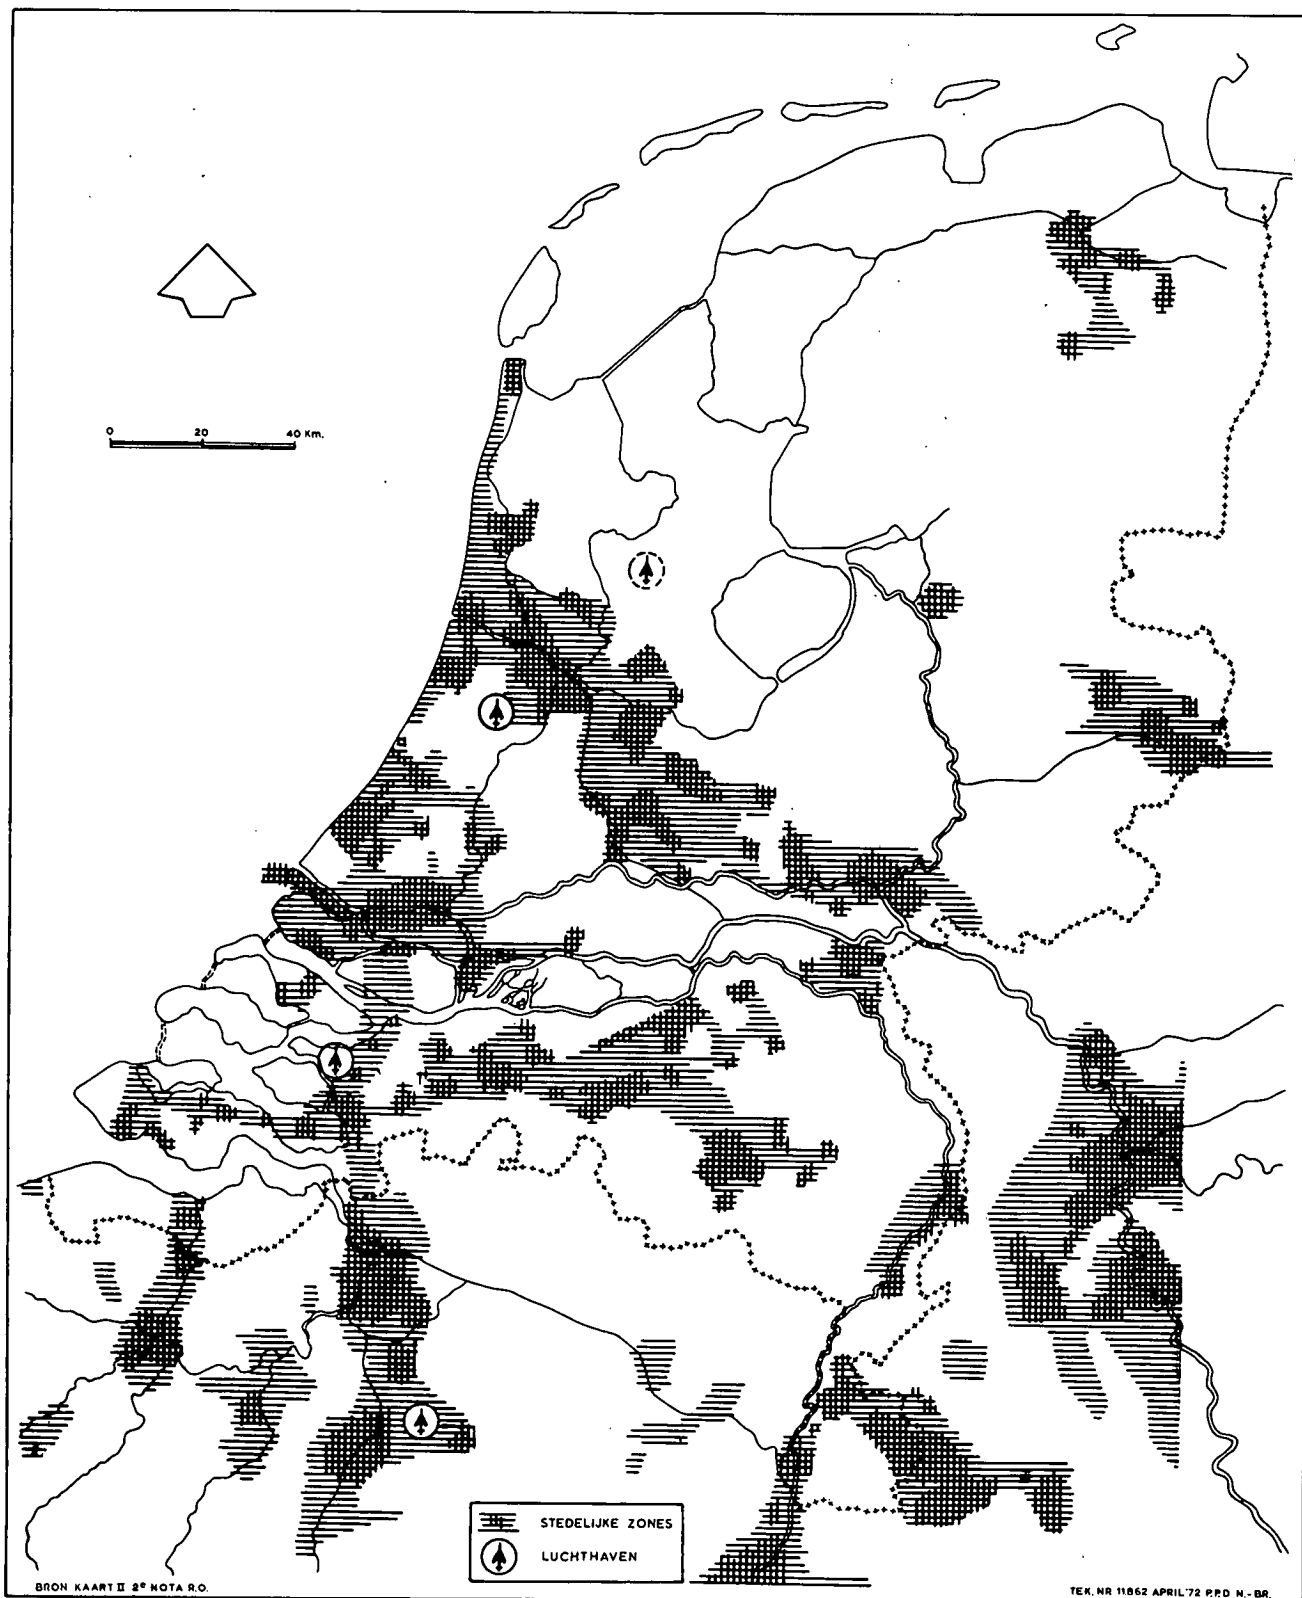 0 20 40 Km.
STEDELIJKE ZONES
LUCHTHAVEN
BRON KAART II 2e NOTA R.O.
TEK. NR 11862 APRIL '72 P.P.D N.-BR.